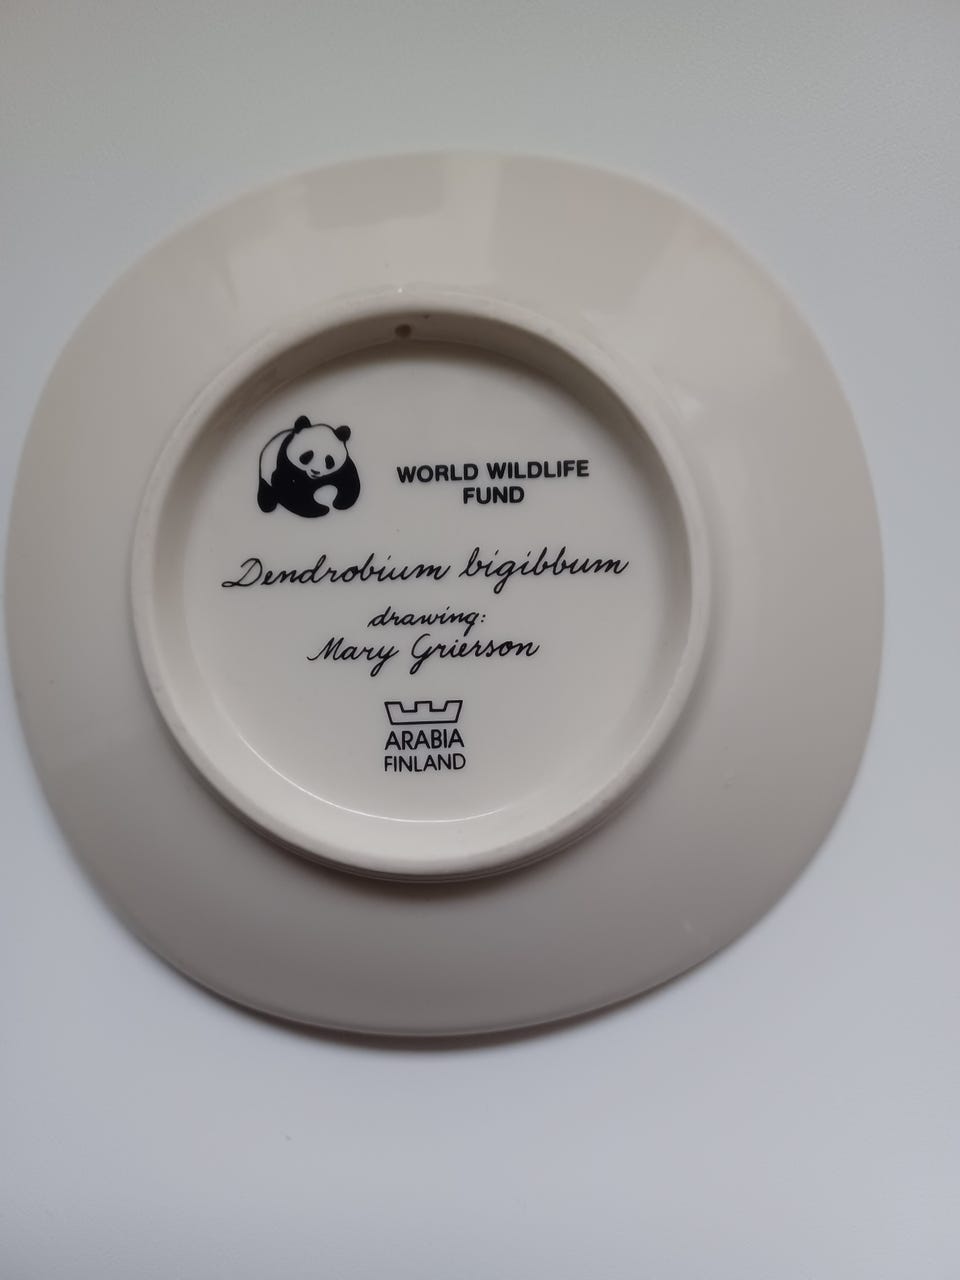 WORLD WILDLIFE
FUND
Dendrobium bigibbum
drawing:
Mary Grierson
ARABIA
FINLAND